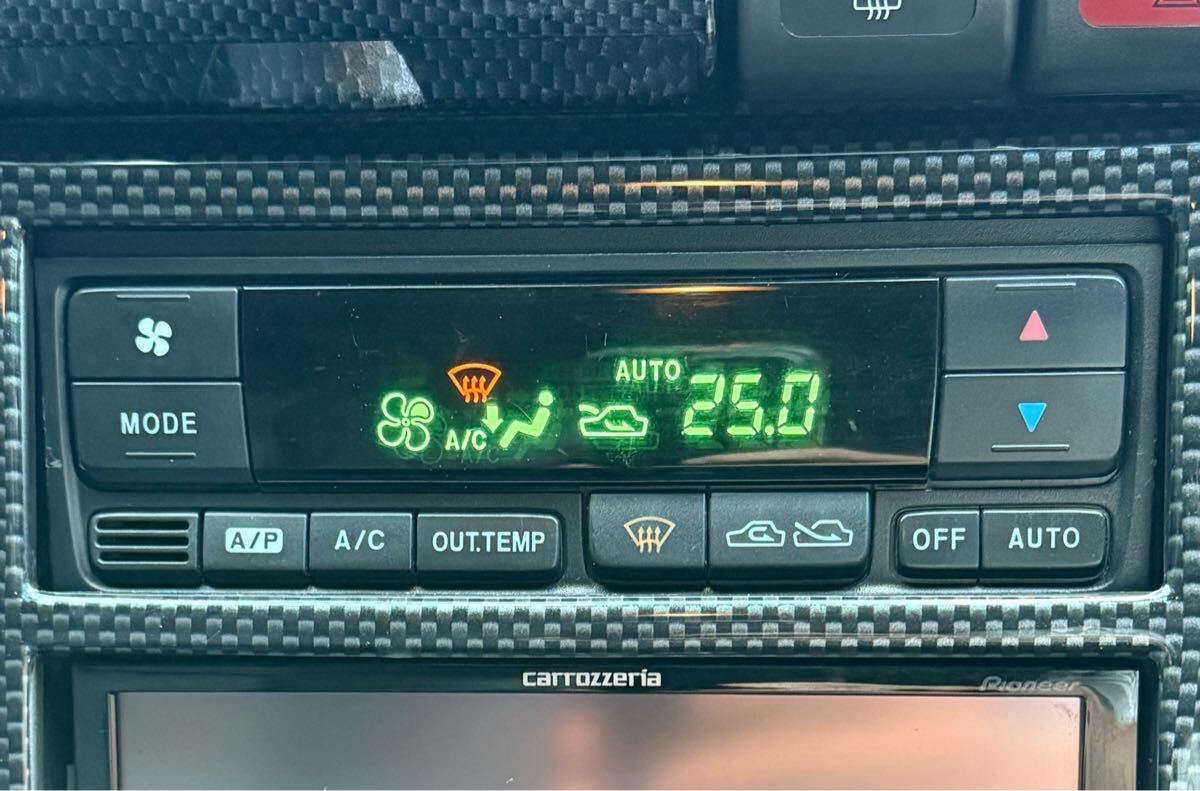 AUTO
25.0
A/C
MODE
A/P
A/C
OUT.TEMP
OFF
AUTO
carrozzeria
Pioneer